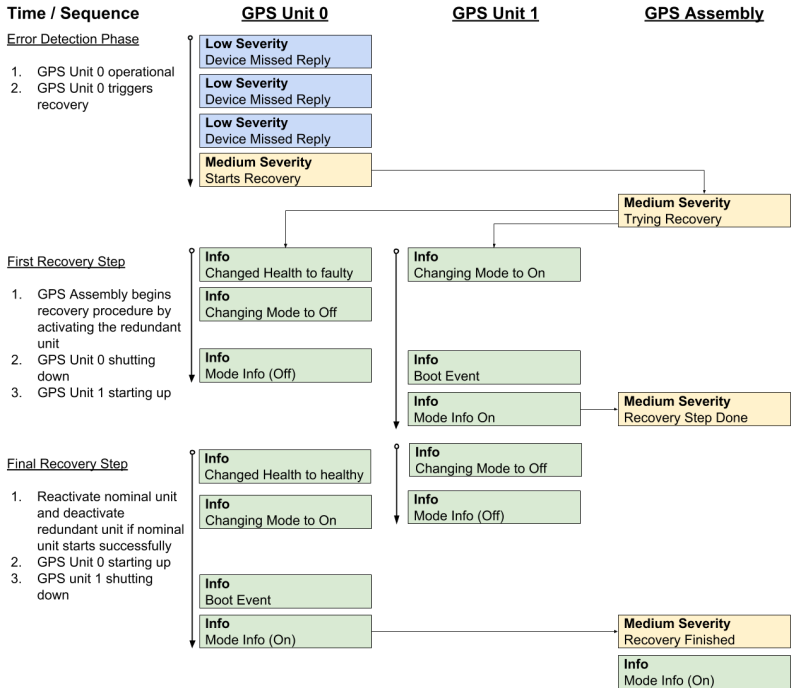 Time / Sequence
GPS Unit 0
GPS Unit 1
GPS Assembly
Error Detection Phase
1. GPS Unit 0 operational
2. GPS Unit 0 triggers
recovery
Low Severity
Device Missed Reply
Low Severity
Device Missed Reply
Low Severity
Device Missed Reply
Medium Severity
Starts Recovery
Medium Severity
Trying Recovery
First Recovery Step
1. GPS Assembly begins
recovery procedure by
activating the redundant
unit
2. GPS Unit 0 shutting
down
3. GPS Unit 1 starting up
Info
Changed Health to faulty
Info
Changing Mode to Off
Info
Mode Info (Off)
Info
Changing Mode to On
Info
Boot Event
Info
Mode Info On
Medium Severity
Recovery Step Done
Final Recovery Step
1. Reactivate nominal unit
and deactivate
redundant unit if nominal
unit starts successfully
2. GPS Unit 0 starting up
3. GPS unit 1 shutting
down
Info
Changed Health to healthy
Info
Changing Mode to On
Info
Boot Event
Info
Mode Info (On)
Info
Changing Mode to Off
Info
Mode Info (Off)
Medium Severity
Recovery Finished
Info
Mode Info (On)